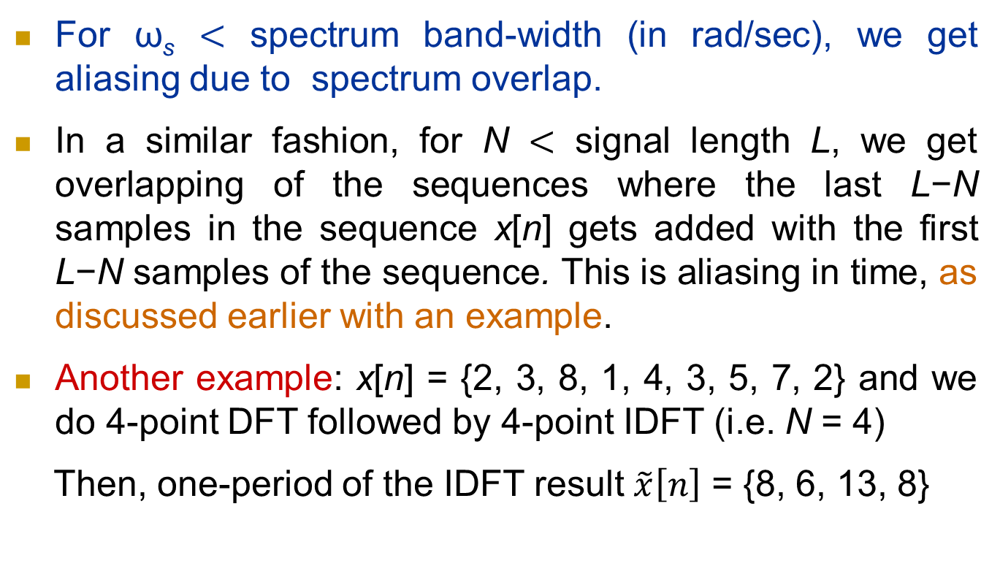 For ωs < spectrum band-width (in rad/sec), we get
aliasing due to spectrum overlap.
In a similar fashion, for N < signal length L, we get
overlapping of the sequences where the last L−N
samples in the sequence x[n] gets added with the first
L−N samples of the sequence. This is aliasing in time, as
discussed earlier with an example.
Another example: x[n] = {2, 3, 8, 1, 4, 3, 5, 7, 2} and we
do 4-point DFT followed by 4-point IDFT (i.e. N = 4)
Then, one-period of the IDFT result x̃[n] = {8, 6, 13, 8}